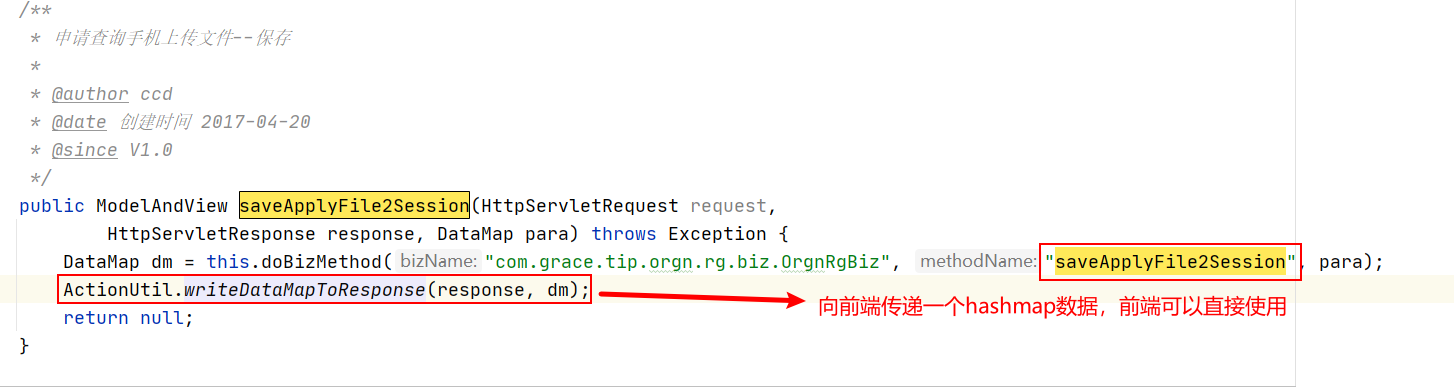 /**
* 申请查询手机上传文件--保存
*
* @author ccd
* @date 创建时间 2017-04-20
* @since V1.0
*/
public ModelAndView saveApplyFile2Session(HttpServletRequest request,
HttpServletResponse response, DataMap para) throws Exception {
DataMap dm = this.doBizMethod( bizName: "com.grace.tip.orgn.rg.biz.OrgnRgBiz", methodName: "saveApplyFile2Session", para);
ActionUtil.writeDataMapToResponse(response, dm);
向前端传递一个hashmap数据，前端可以直接使用
return null;
}